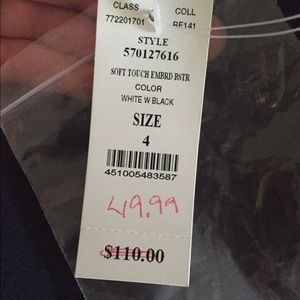 CLASS COLL
772201701 BF141
STYLE
570127616
SOFT TOUCH EMBRD BSTR
COLOR
WHITE W BLACK
SIZE
4
451005483587
49.99
$110.00